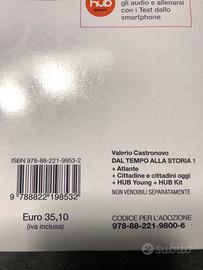 hub
gli audio e allenarsi
con i Test dallo
smartphone
Valerio Castronovo
DAL TEMPO ALLA STORIA 1
+ Atlante
+ Cittadine e cittadini oggi
+ HUB Young + HUB Kit
NON VENDIBILI SEPARATAMENTE
ISBN 978-88-221-9853-2
9 788822 198532
Euro 35,10
(iva inclusa)
CODICE PER L'ADOZIONE
978-88-221-9800-6
subito